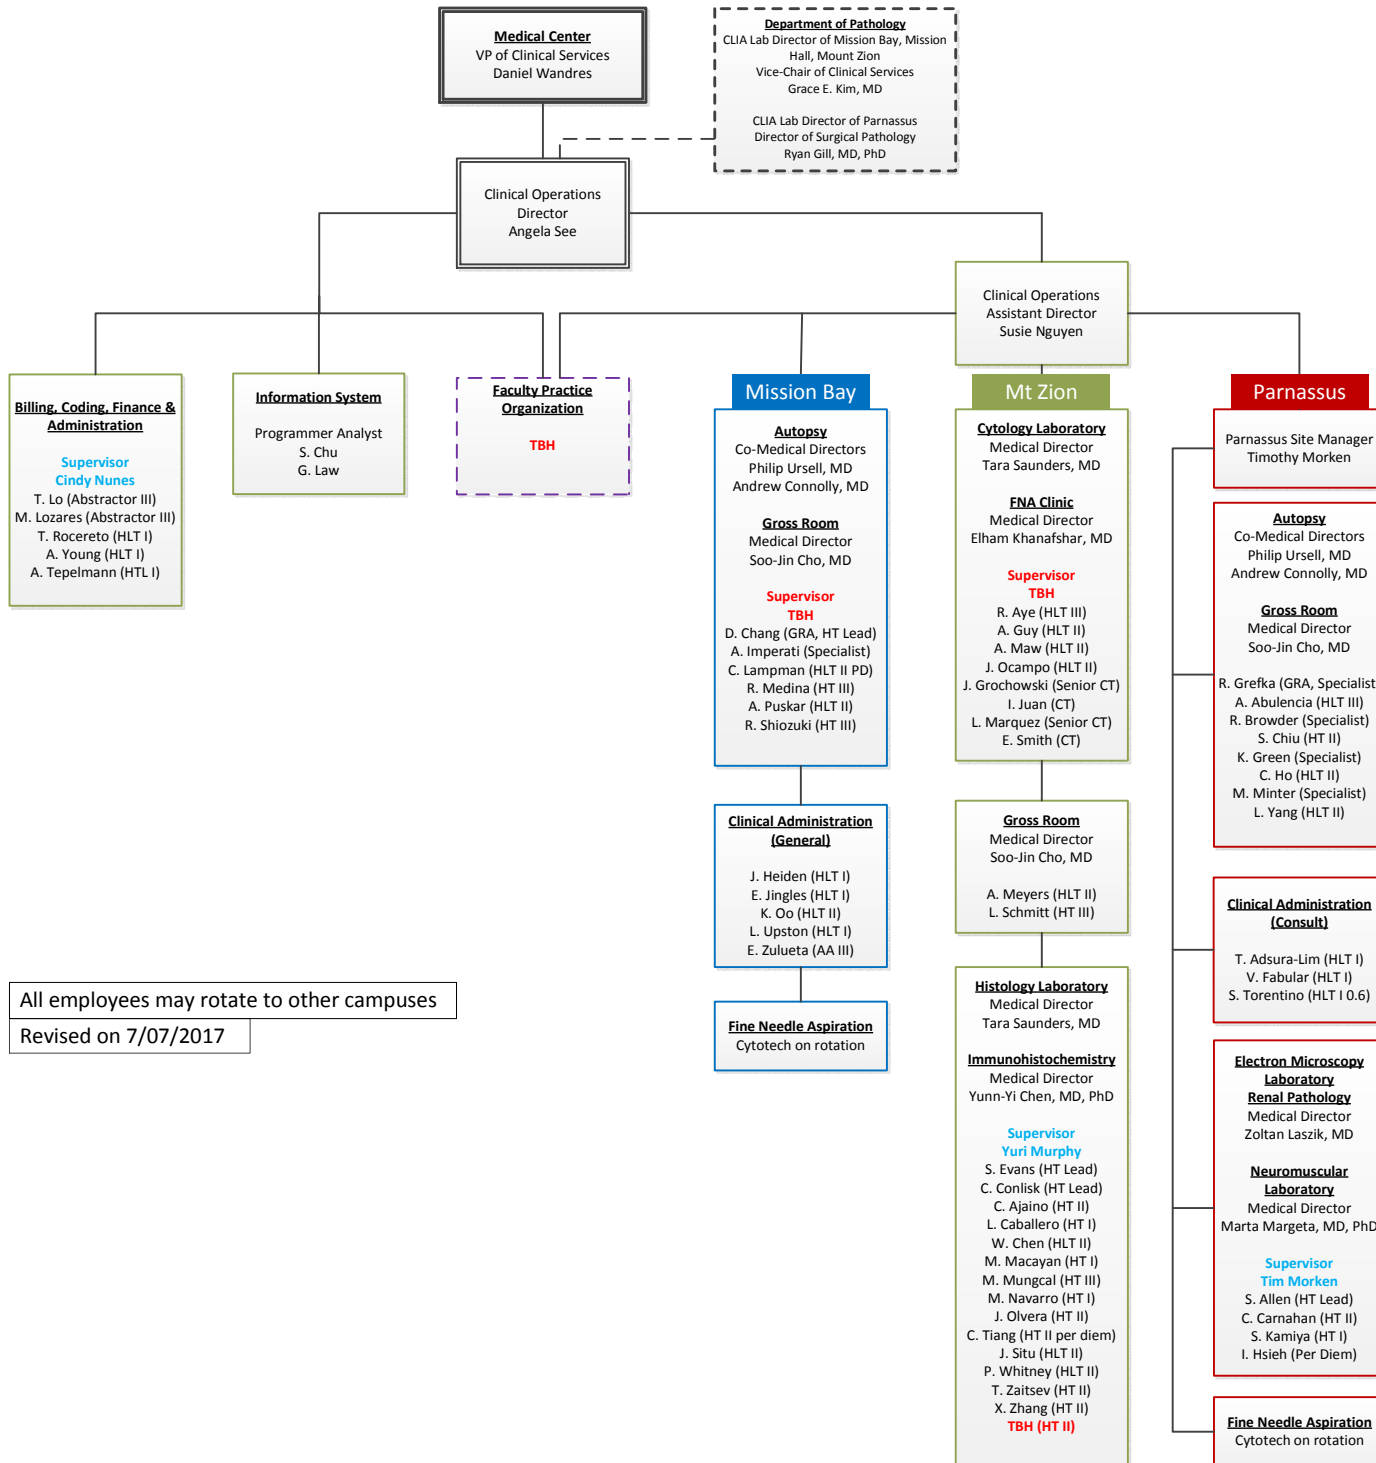 Medical Center
VP of Clinical Services
Daniel Wandres
Department of Pathology
CLIA Lab Director of Mission Bay, Mission
Hall, Mount Zion
Vice-Chair of Clinical Services
Grace E. Kim, MD
CLIA Lab Director of Parnassus
Director of Surgical Pathology
Ryan Gill, MD, PhD
Clinical Operations
Director
Angela See
Clinical Operations
Assistant Director
Susie Nguyen
Billing, Coding, Finance &
Administration
Supervisor
Cindy Nunes
T. Lo (Abstractor III)
M. Lozares (Abstractor III)
T. Rocereto (HLT I)
A. Young (HLT I)
A. Tepelmann (HTL I)
Information System
Programmer Analyst
S. Chu
G. Law
Faculty Practice
Organization
TBH
Mission Bay
Autopsy
Co-Medical Directors
Philip Ursell, MD
Andrew Connolly, MD
Gross Room
Medical Director
Soo-Jin Cho, MD
Supervisor
TBH
D. Chang (GRA, HT Lead)
A. Imperati (Specialist)
C. Lampman (HLT II PD)
R. Medina (HT III)
A. Puskar (HLT II)
R. Shiozuki (HT III)
Clinical Administration
(General)
J. Heiden (HLT I)
E. Jingles (HLT I)
K. Oo (HLT II)
L. Upston (HLT I)
E. Zulueta (AA III)
Fine Needle Aspiration
Cytotech on rotation
Mt Zion
Cytology Laboratory
Medical Director
Tara Saunders, MD
FNA Clinic
Medical Director
Elham Khanafshar, MD
Supervisor
TBH
R. Aye (HLT III)
A. Guy (HLT II)
A. Maw (HLT II)
J. Ocampo (HLT II)
J. Grochowski (Senior CT)
I. Juan (CT)
L. Marquez (Senior CT)
E. Smith (CT)
Gross Room
Medical Director
Soo-Jin Cho, MD
A. Meyers (HLT II)
L. Schmitt (HT III)
Histology Laboratory
Medical Director
Tara Saunders, MD
Immunohistochemistry
Medical Director
Yunn-Yi Chen, MD, PhD
Supervisor
Yuri Murphy
S. Evans (HT Lead)
C. Conlisk (HT Lead)
C. Ajaino (HT II)
L. Caballero (HT I)
W. Chen (HLT II)
M. Macayan (HT I)
M. Mungcal (HT III)
M. Navarro (HT I)
J. Olvera (HT II)
C. Tiang (HT II per diem)
J. Situ (HLT II)
P. Whitney (HLT II)
T. Zaitsev (HT II)
X. Zhang (HT II)
TBH (HT II)
Parnassus
Parnassus Site Manager
Timothy Morken
Autopsy
Co-Medical Directors
Philip Ursell, MD
Andrew Connolly, MD
Gross Room
Medical Director
Soo-Jin Cho, MD
R. Grefka (GRA, Specialist
A. Abulencia (HLT III)
R. Browder (Specialist)
S. Chiu (HT II)
K. Green (Specialist)
C. Ho (HLT II)
M. Minter (Specialist)
L. Yang (HLT II)
Clinical Administration
(Consult)
T. Adsura-Lim (HLT I)
V. Fabular (HLT I)
S. Torentino (HLT I 0.6)
Electron Microscopy
Laboratory
Renal Pathology
Medical Director
Zoltan Laszik, MD
Neuromuscular
Laboratory
Medical Director
Marta Margeta, MD, PhD
Supervisor
Tim Morken
S. Allen (HT Lead)
C. Carnahan (HT II)
S. Kamiya (HT I)
I. Hsieh (Per Diem)
Fine Needle Aspiration
Cytotech on rotation
All employees may rotate to other campuses
Revised on 7/07/2017